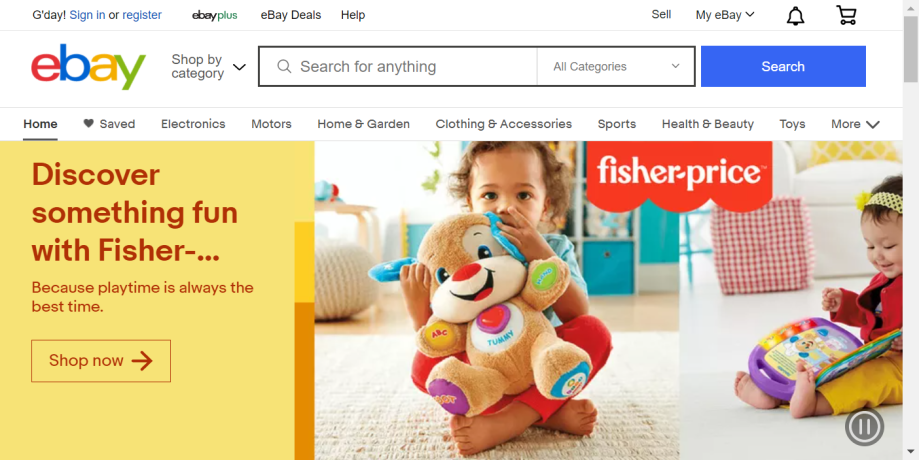 G'day! Sign in or register
ebayplus
eBay Deals
Help
Sell
My eBay
ebay
Shop by
category
Search for anything
All Categories
Search
Home
Saved
Electronics
Motors
Home & Garden
Clothing & Accessories
Sports
Health & Beauty
Toys
More
Discover
something fun
with Fisher-...
Because playtime is always the
best time.
Shop now
fisher-price
ABC
TUMMY